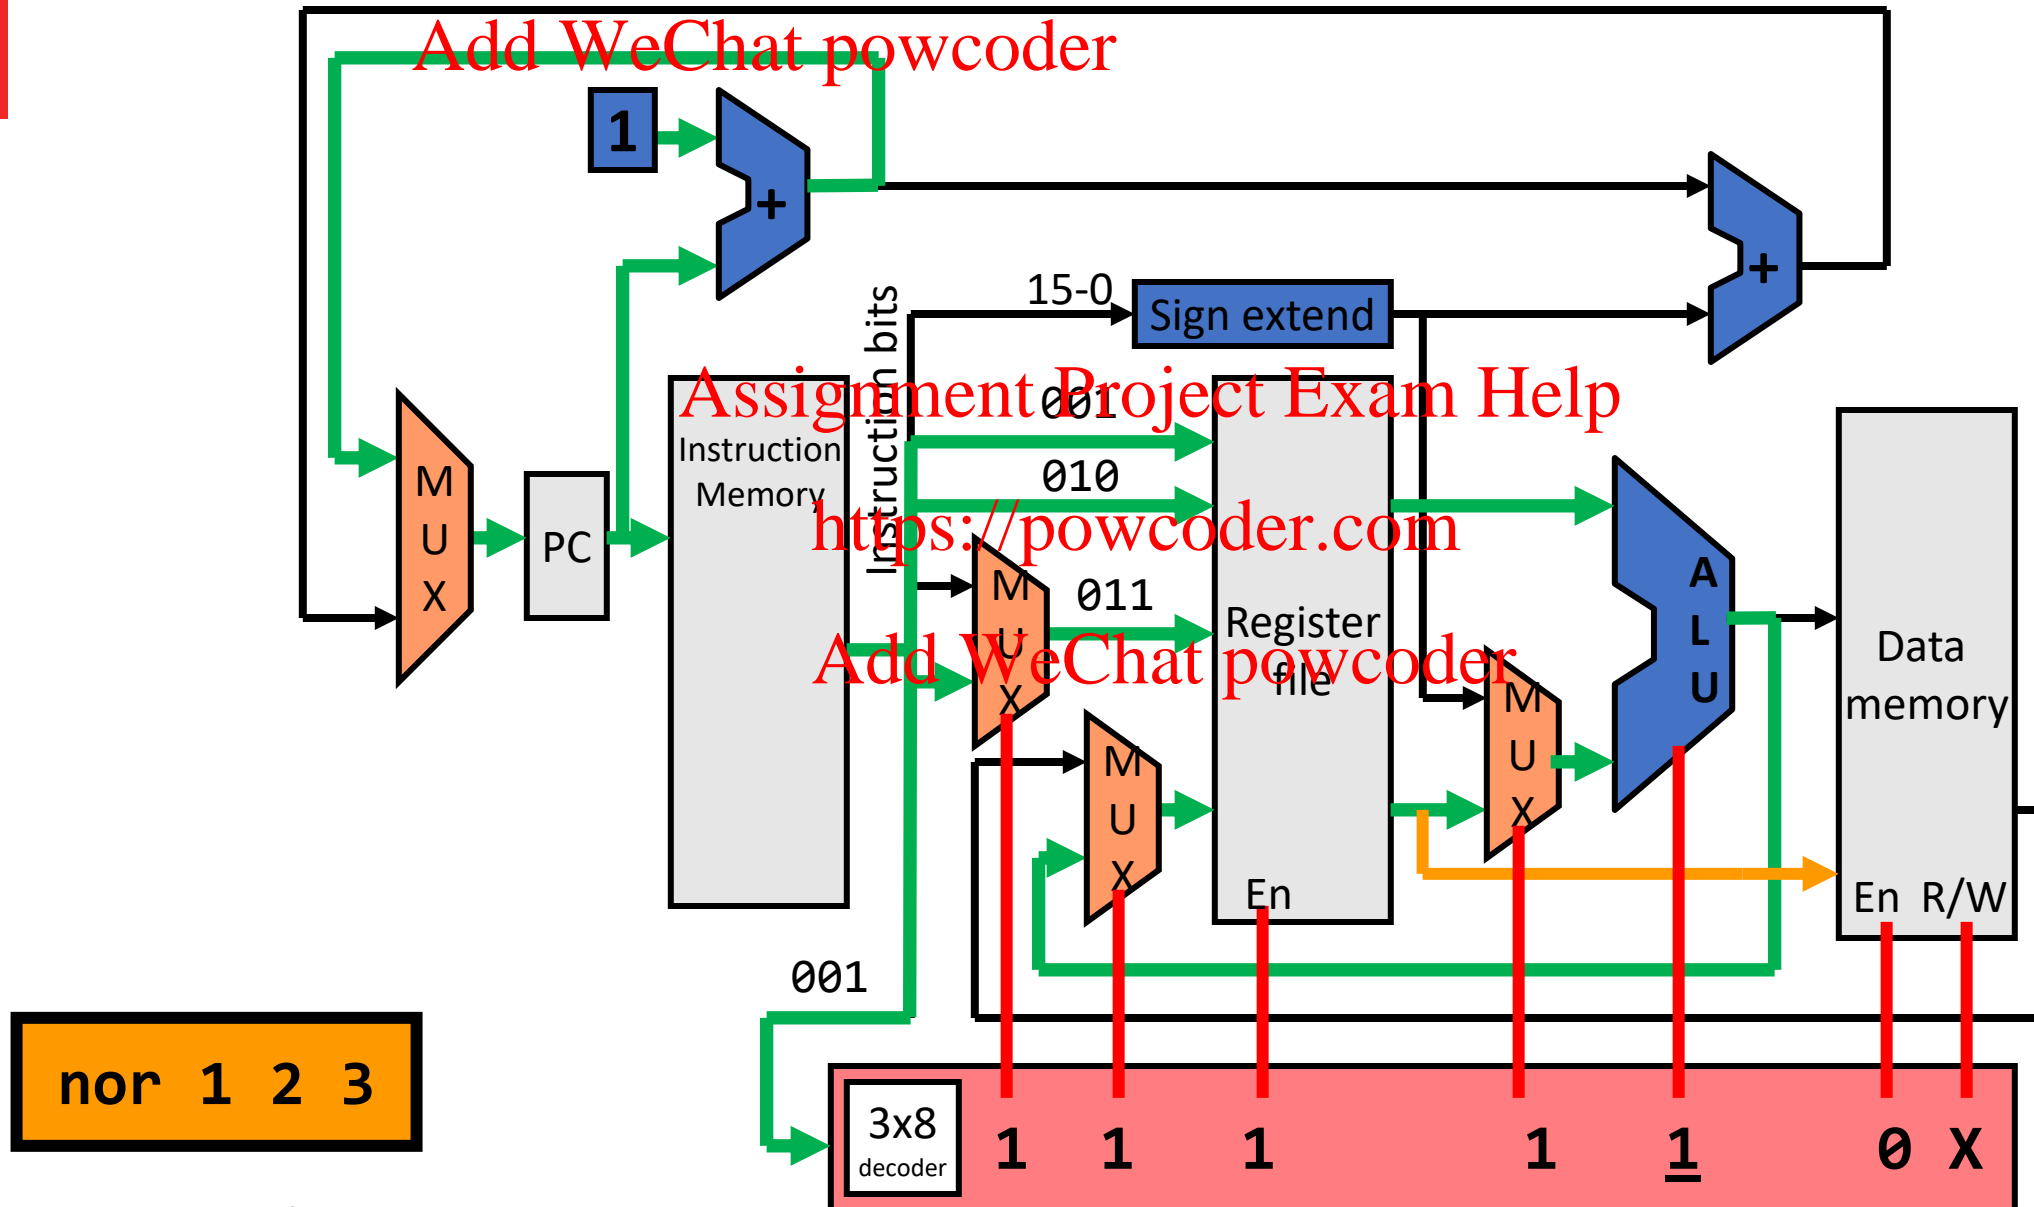 Add WeChat powcoder
1
+
+
15-0
Sign extend
Instruction bits
Assignment Project Exam Help
001
Instruction
Memory
010
https://powcoder.com
M
U
X
PC
M
U
X
011
Register
file
Add WeChat powcoder
M
U
X
M
U
X
A
L
U
Data
memory
En
En R/W
001
nor 1 2 3
3x8
decoder
1 1 1 1 1 0 X